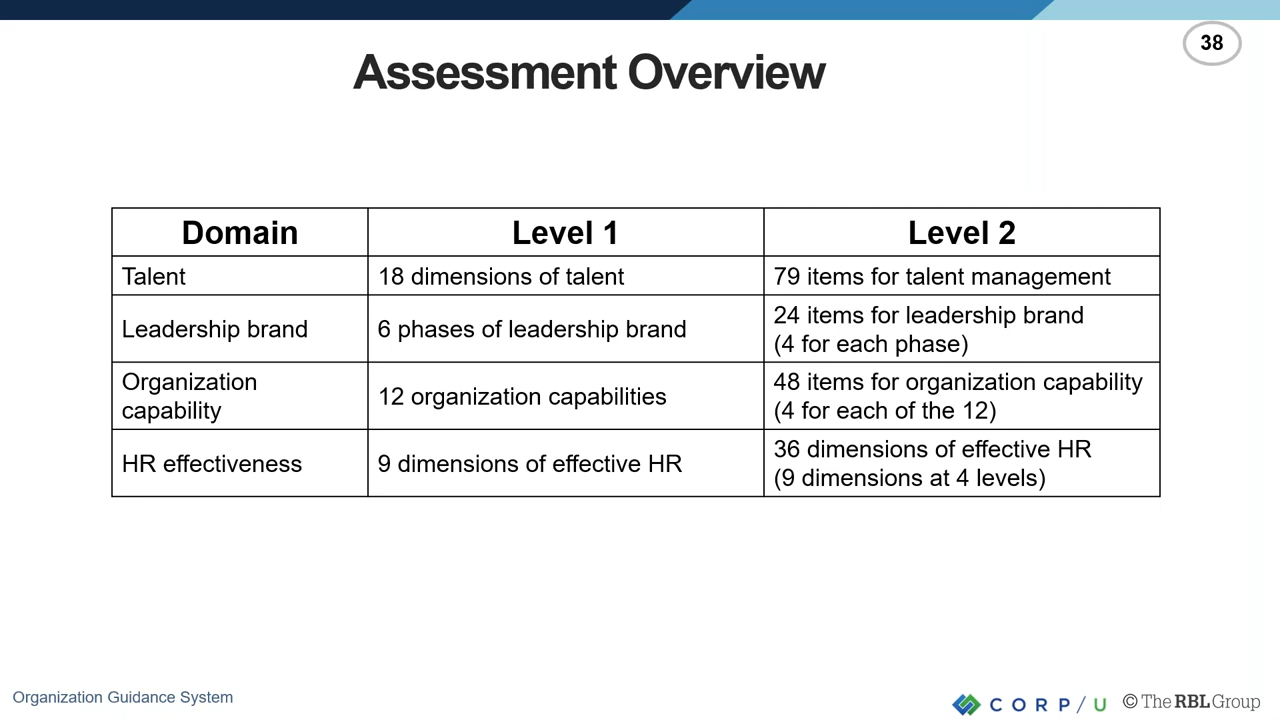 38
Assessment Overview
Domain
Level 1
Level 2
Talent
18 dimensions of talent
79 items for talent management
Leadership brand
6 phases of leadership brand
24 items for leadership brand
(4 for each phase)
Organization
capability
12 organization capabilities
48 items for organization capability
(4 for each of the 12)
HR effectiveness
9 dimensions of effective HR
36 dimensions of effective HR
(9 dimensions at 4 levels)
Organization Guidance System
CORP/U
© The RBL Group